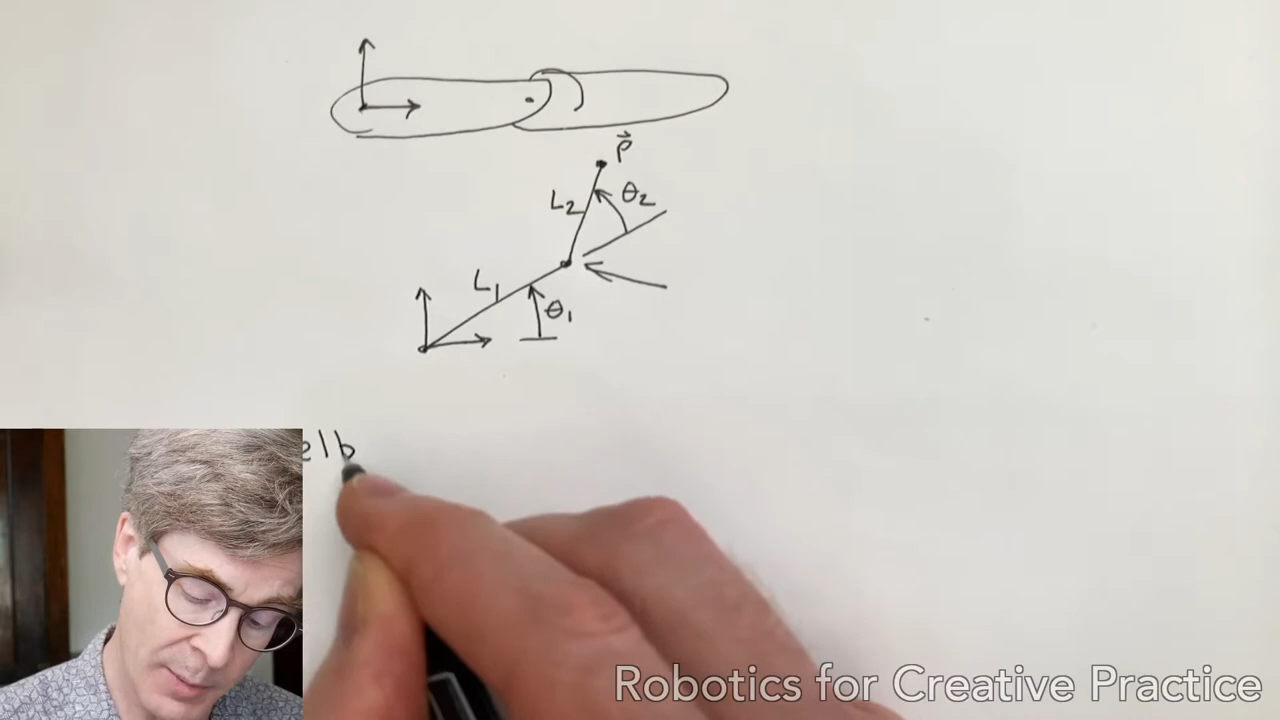 P
L2 θ2
L1
θ1
elb
Robotics for Creative Practice